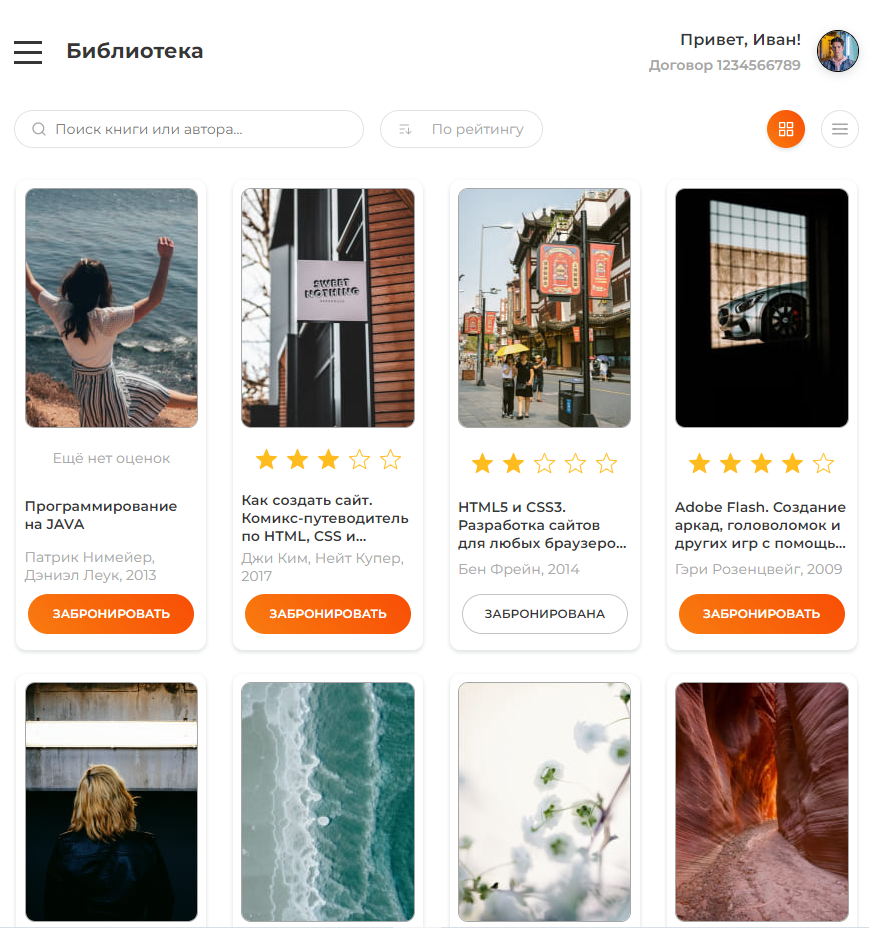 Библиотека
Привет, Иван!
Договор 1234566789
Поиск книги или автора...
По рейтингу
SWEET
NOTHING
Ещё нет оценок
Программирование
на JAVA
Патрик Нимейер,
Дэниэл Леук, 2013
ЗАБРОНИРОВАТЬ
Как создать сайт.
Комикс-путеводитель
по HTML, CSS и...
Джи Ким, Нейт Купер,
2017
ЗАБРОНИРОВАТЬ
HTML5 и CSS3.
Разработка сайтов
для любых браузеро...
Бен Фрейн, 2014
ЗАБРОНИРОВАНА
Adobe Flash. Создание
аркад, головоломок и
других игр с помощь...
Гэри Розенцвейг, 2009
ЗАБРОНИРОВАТЬ